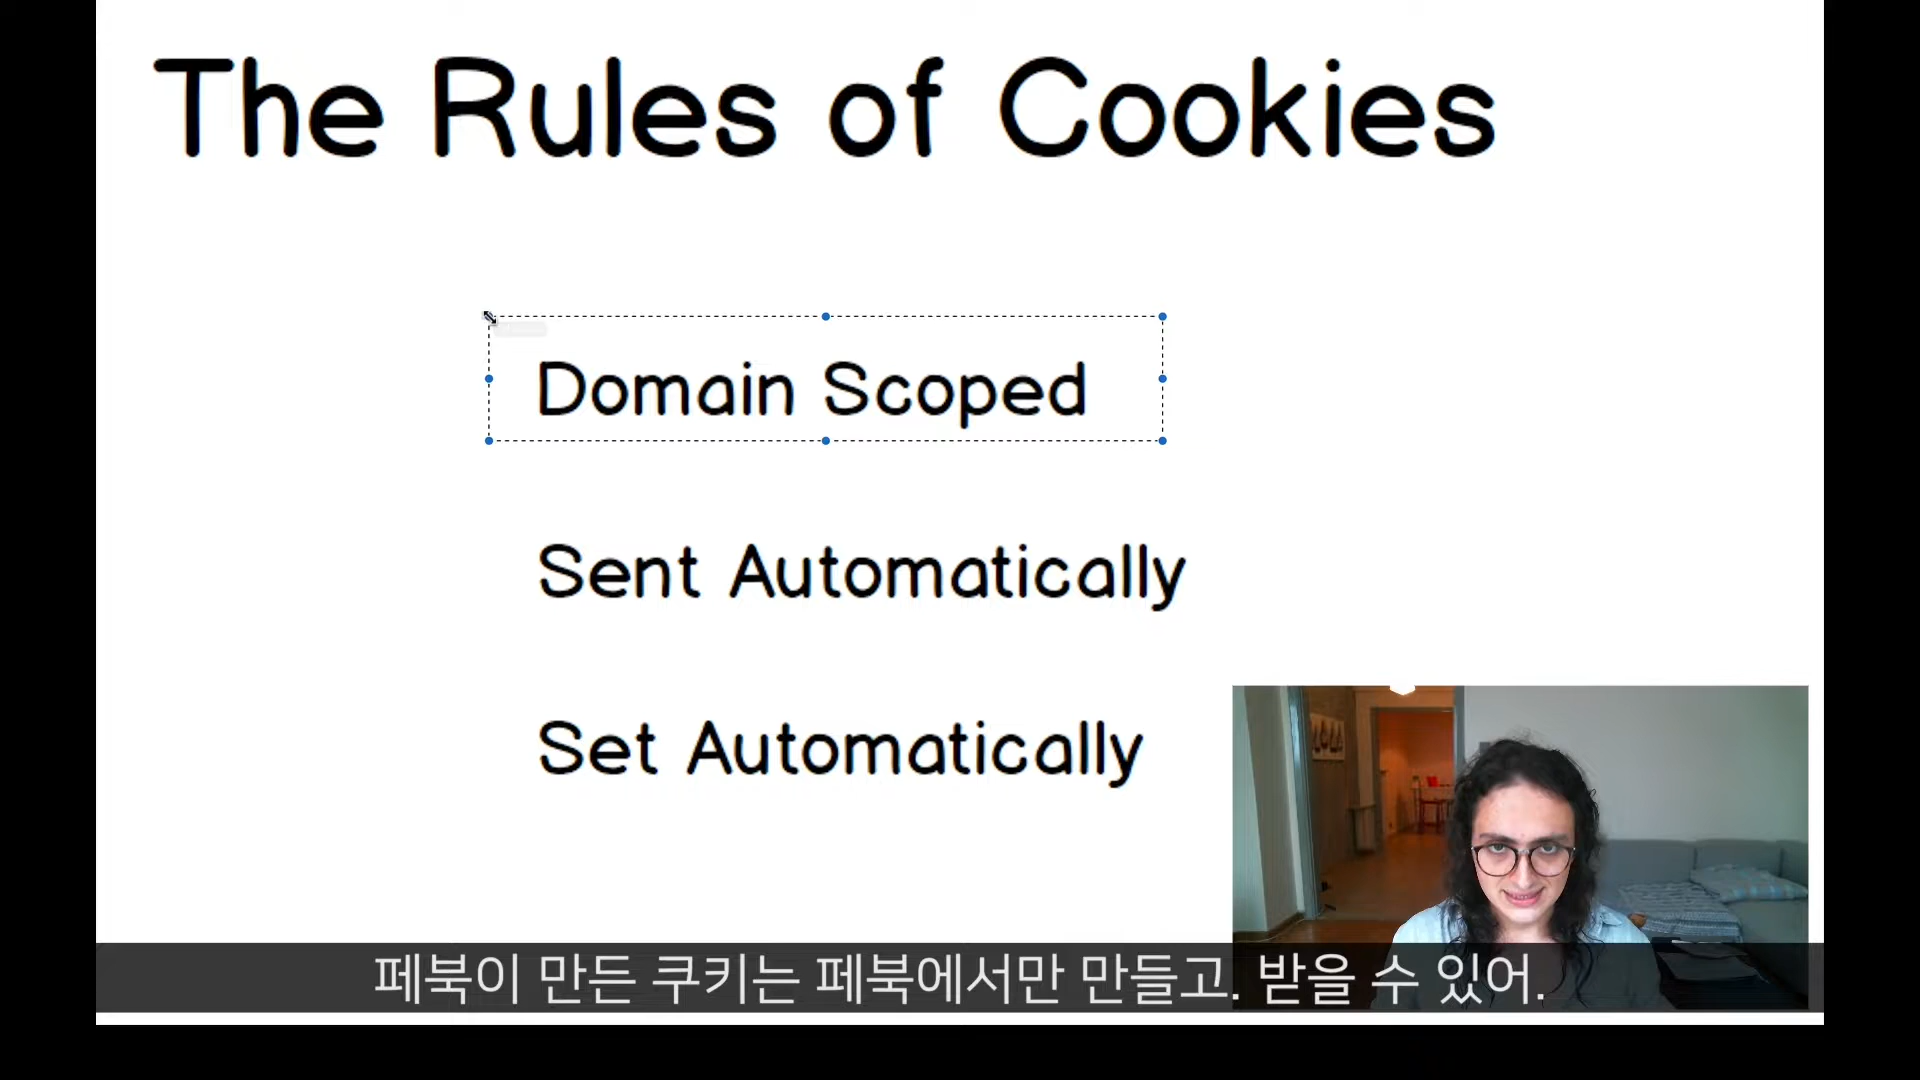 The Rules of Cookies
Domain Scoped
Sent Automatically
Set Automatically
페북이 만든 쿠키는 페북에서만 만들고. 받을 수 있어.